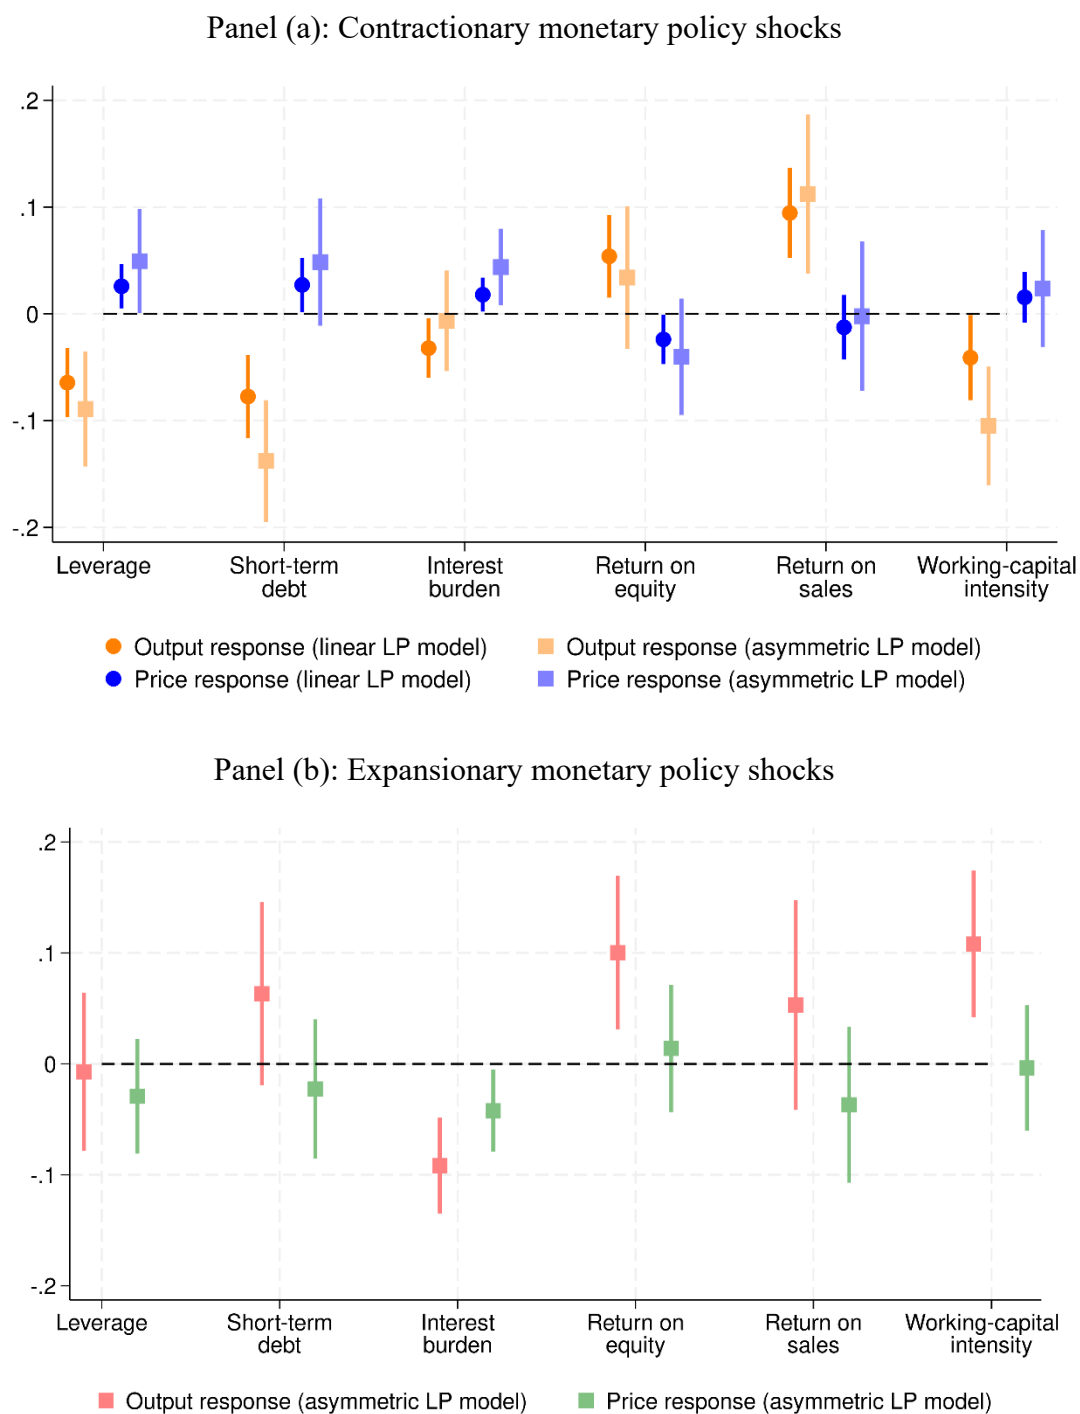 Panel (a): Contractionary monetary policy shocks
.2
.1
0
-.1
-.2
Leverage
Short-term
debt
Interest
burden
Return on
equity
Return on
sales
Working-capital
intensity
Output response (linear LP model)
Output response (asymmetric LP model)
Price response (linear LP model)
Price response (asymmetric LP model)
Panel (b): Expansionary monetary policy shocks
.2
.1
0
-.1
-.2
Leverage
Short-term
debt
Interest
burden
Return on
equity
Return on
sales
Working-capital
intensity
Output response (asymmetric LP model)
Price response (asymmetric LP model)